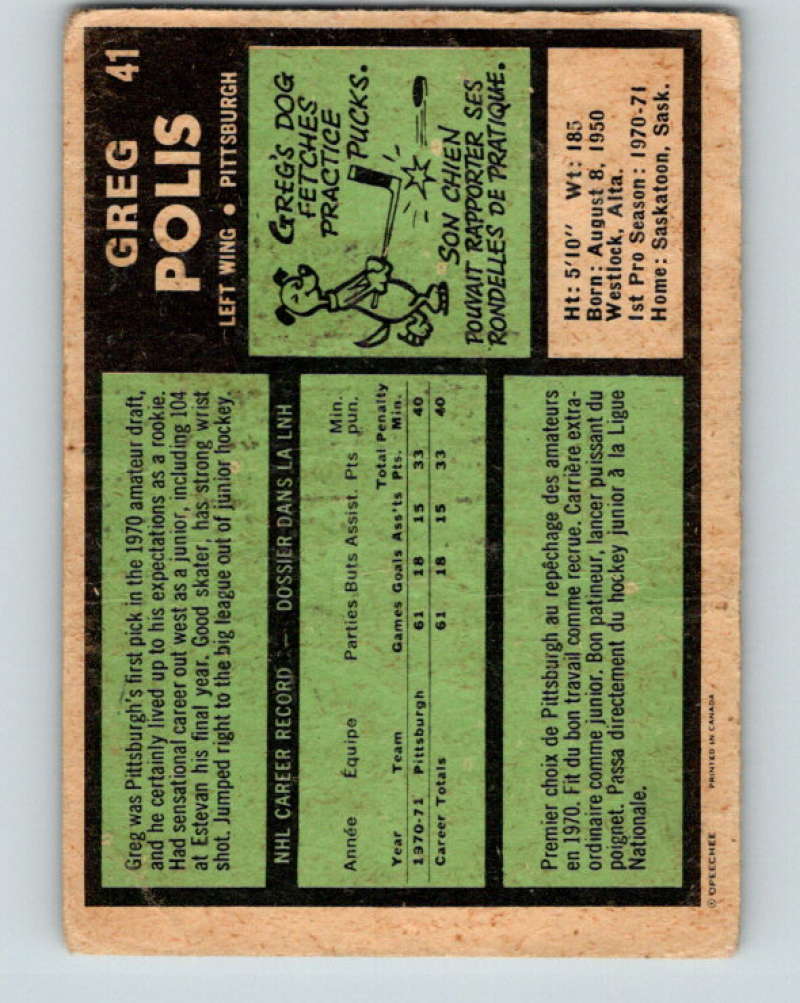 GREG 41
POLIS
LEFT WING • PITTSBURGH
Greg was Pittsburgh's first pick in the 1970 amateur draft,
and he certainly lived up to his expectations as a rookie.
Had sensational career out west as a junior, including 104
at Estevan his final year. Good skater, has strong wrist
shot. Jumped right to the big league out of junior hockey.
GREG'S DOG
FETCHES
PRACTICE
PUCKS.
SON CHIEN
POUVAIT RAPPORTER SES
RONDELLES DE PRATIQUE.
NHL CAREER RECORD — DOSSIER DANS LA LNH
Année Équipe Parties Buts Assist. Pts Min. pun.
Year Team Games Goals Ass'ts Total Pts. Penalty Min.
1970-71 Pittsburgh 61 18 15 33 40
Career Totals 61 18 15 33 40
Ht: 5'10" Wt: 185
Born: August 8, 1950
Westlock, Alta.
1st Pro Season: 1970-71
Home: Saskatoon, Sask.
Premier choix de Pittsburgh au repêchage des amateurs
en 1970. Fit du bon travail comme recrue. Carrière extra-
ordinaire comme junior. Bon patineur, lancer puissant du
poignet. Passa directement du hockey junior à la Ligue
Nationale.
© OPEECHEE PRINTED IN CANADA